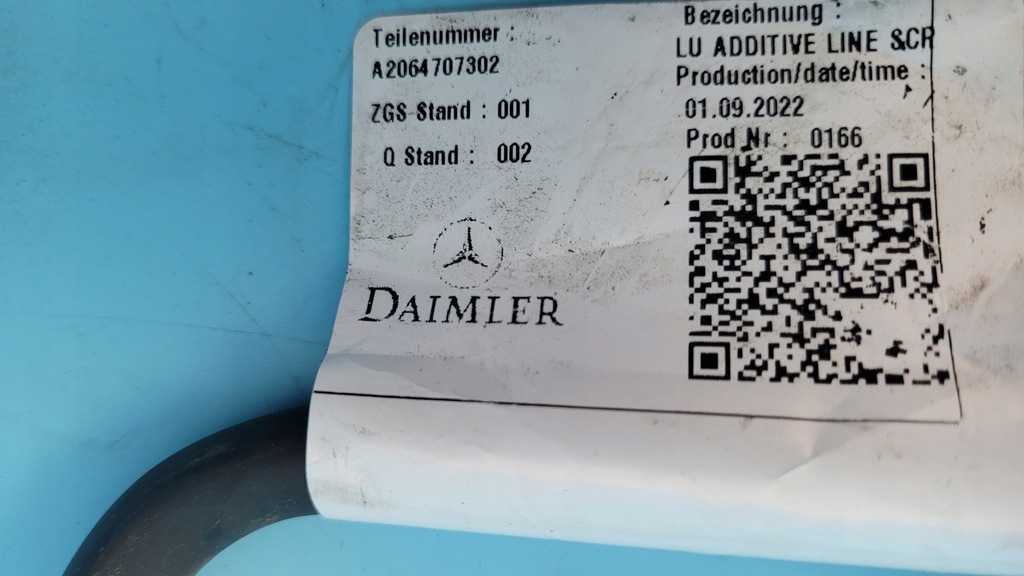 Teilenummer :
A2064707302
ZGS Stand : 001
Q Stand : 002
DAIMLER
Bezeichnung :
LU ADDITIVE LINE &CR
Production/date/time :
01.09.2022
Prod Nr : 0166